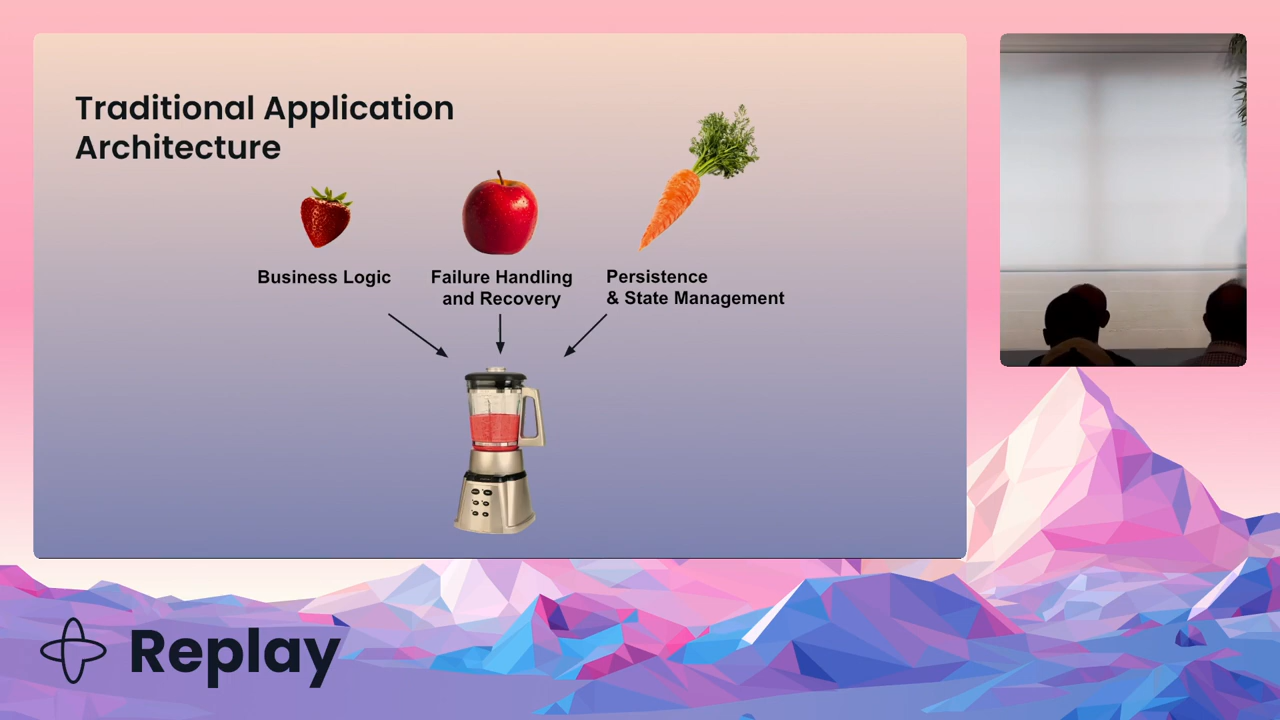 Traditional Application
Architecture
Business Logic
Failure Handling
and Recovery
Persistence
& State Management
Replay